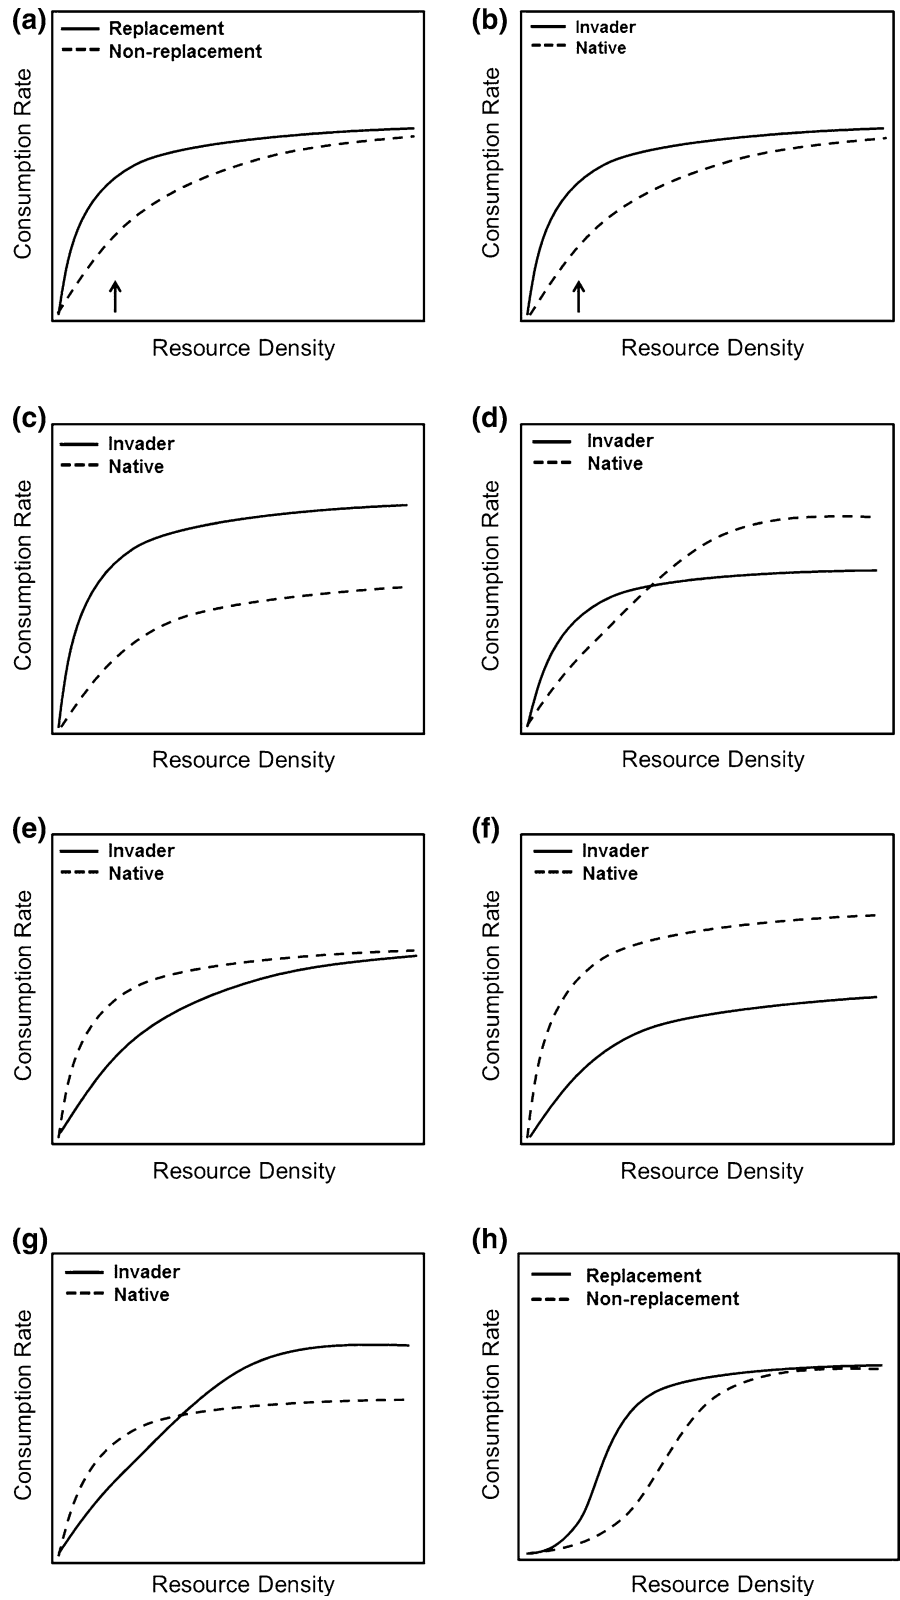 (a)
Replacement
Non-replacement
Consumption Rate
Resource Density
(b)
Invader
Native
Consumption Rate
Resource Density
(c)
Invader
Native
Consumption Rate
Resource Density
(d)
Invader
Native
Consumption Rate
Resource Density
(e)
Invader
Native
Consumption Rate
Resource Density
(f)
Invader
Native
Consumption Rate
Resource Density
(g)
Invader
Native
Consumption Rate
Resource Density
(h)
Replacement
Non-replacement
Consumption Rate
Resource Density